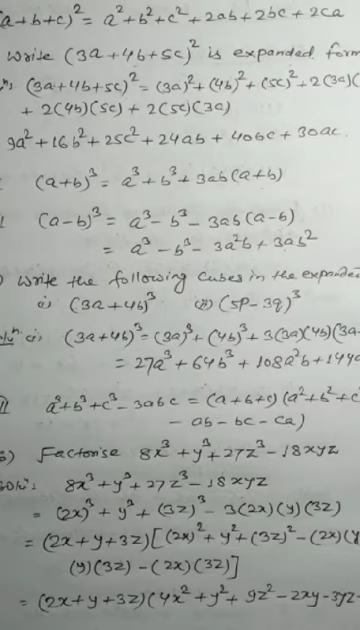 a+b+c)² = a²+b²+c²+2ab+2bc+2ca
Write (3a+4b+5c)² is expanded form
(3a+4b+5c)² = (3a)²+(4b)²+(5c)²+2(3a)(
+ 2(4b)(5c) + 2(5c)(3a)
9a²+16b²+25c²+24ab+40bc+30ac
(a+b)³ = a³+b³+3ab(a+b)
(a-b)³ = a³-b³-3ab(a-b)
= a³-b³-3a²b+3ab²
Write the following cubes in the expanded
i) (3a+4b)³ (ii) (5p-3q)³
Soln. i) (3a+4b)³ = (3a)³+(4b)³+3(3a)(4b)(3a
= 27a³+64b³+108a²b+144a
a³+b³+c³-3abc = (a+b+c)(a²+b²+c
-ab-bc-ca)
Factorise 8x³+y³+27z³-18xyz
Soln: 8x³+y³+27z³-18xyz
= (2x)³+y³+(3z)³-3(2x)(y)(3z)
= (2x+y+3z)[(2x)²+y²+(3z)²-(2x)(y
(y)(3z)-(2x)(3z)]
= (2x+y+3z)(4x²+y²+9z²-2xy-3yz-